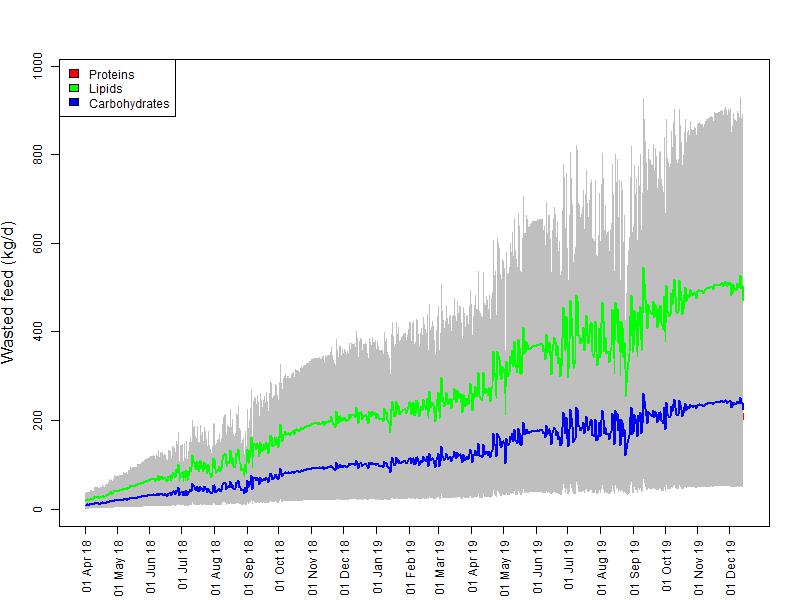 Proteins
Lipids
Carbohydrates
Wasted feed (kg/d)
1000
800
600
400
200
0
01 Apr 18
01 May 18
01 Jun 18
01 Jul 18
01 Aug 18
01 Sep 18
01 Oct 18
01 Nov 18
01 Dec 18
01 Jan 19
01 Feb 19
01 Mar 19
01 Apr 19
01 May 19
01 Jun 19
01 Jul 19
01 Aug 19
01 Sep 19
01 Oct 19
01 Nov 19
01 Dec 19